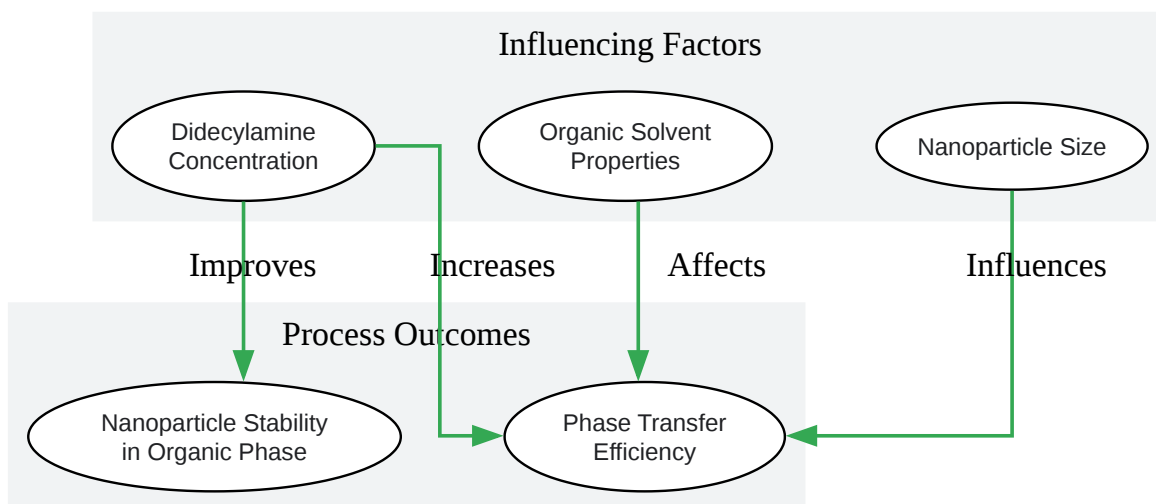 Influencing Factors
Didecylamine
Concentration
Organic Solvent
Properties
Nanoparticle Size
Improves
Increases
Affects
Influences
Process Outcomes
Nanoparticle Stability
in Organic Phase
Phase Transfer
Efficiency